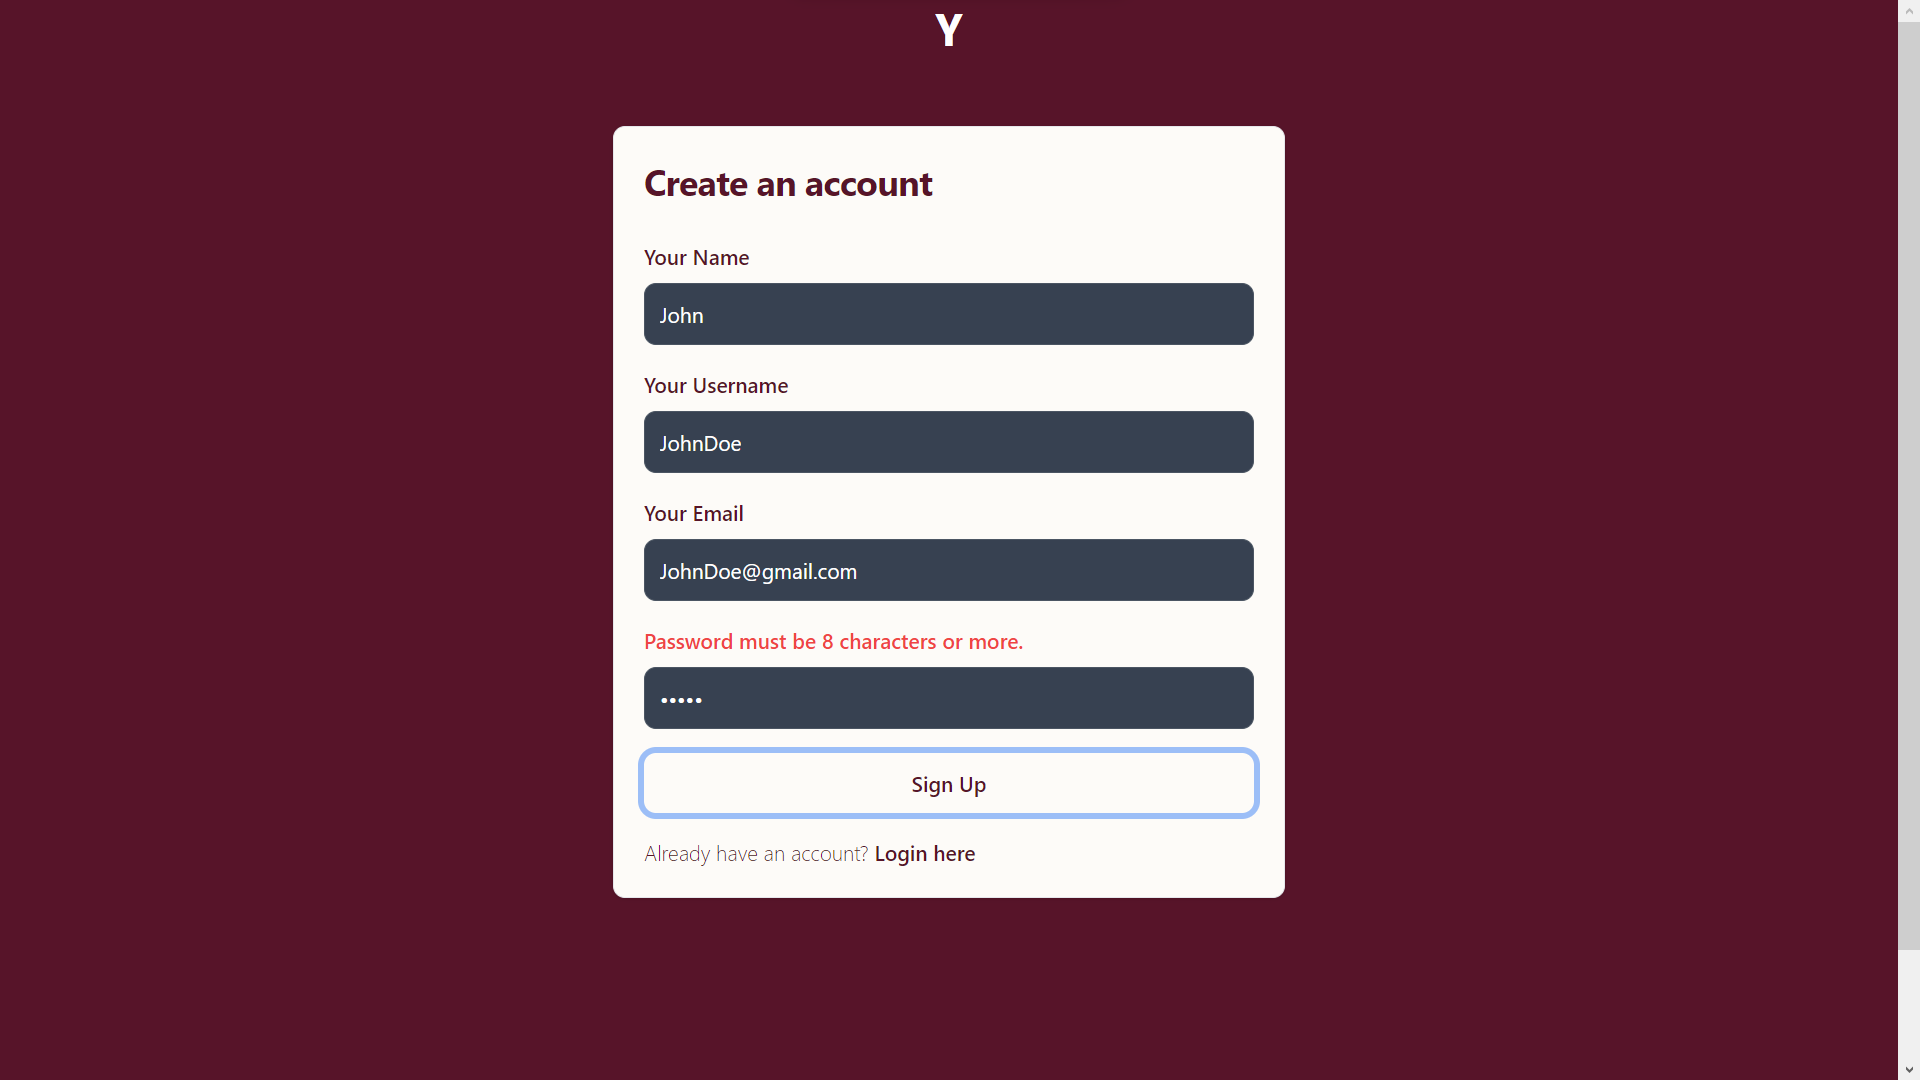 Y
Create an account
Your Name
John
Your Username
JohnDoe
Your Email
JohnDoe@gmail.com
Password must be 8 characters or more.
•••••
Sign Up
Already have an account? Login here